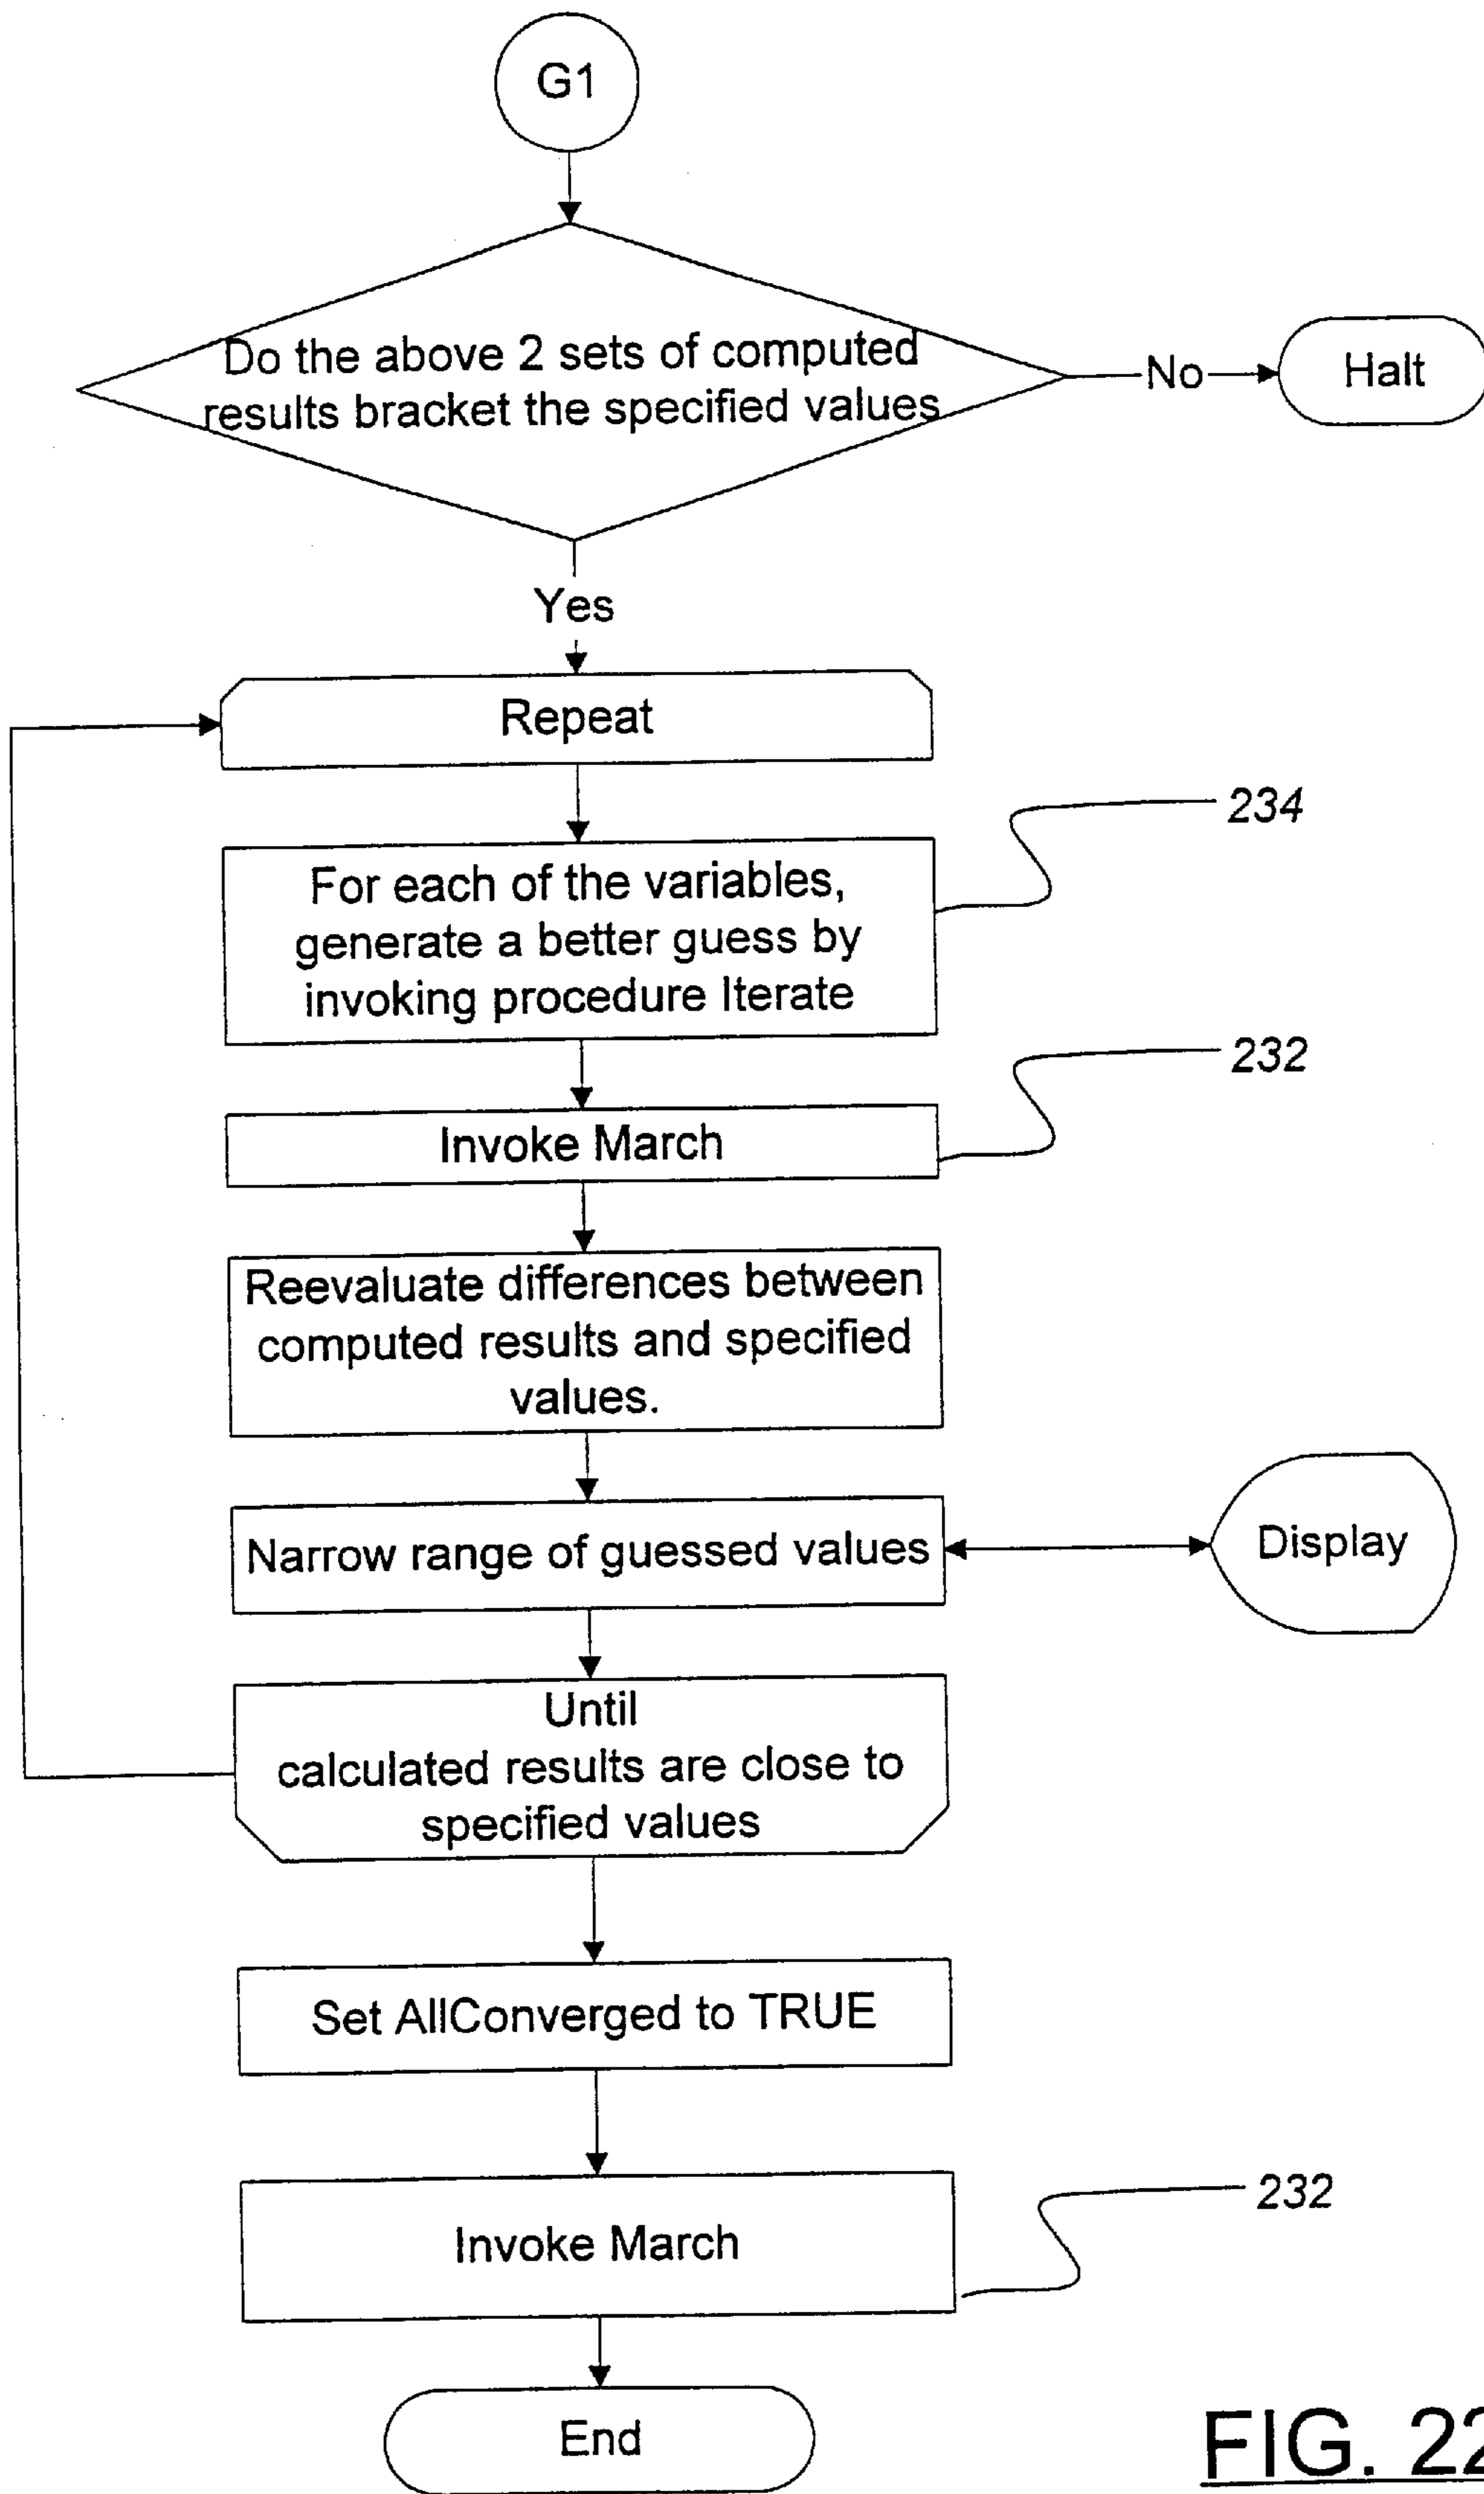 G1
Do the above 2 sets of computed
results bracket the specified values
No
Halt
Yes
Repeat
234
For each of the variables,
generate a better guess by
invoking procedure Iterate
232
Invoke March
Reevaluate differences between
computed results and specified
values.
Narrow range of guessed values
Display
Until
calculated results are close to
specified values
Set AllConverged to TRUE
232
Invoke March
End
FIG. 22